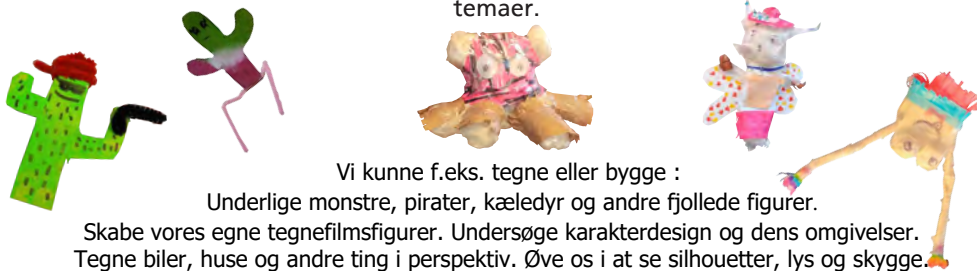 temaer.
Vi kunne f.eks. tegne eller bygge :
Underlige monstre, pirater, kæledyr og andre fjollede figurer.
Skabe vores egne tegnefilmsfigurer. Undersøge karakterdesign og dens omgivelser.
Tegne biler, huse og andre ting i perspektiv. Øve os i at se silhouetter, lys og skygge.